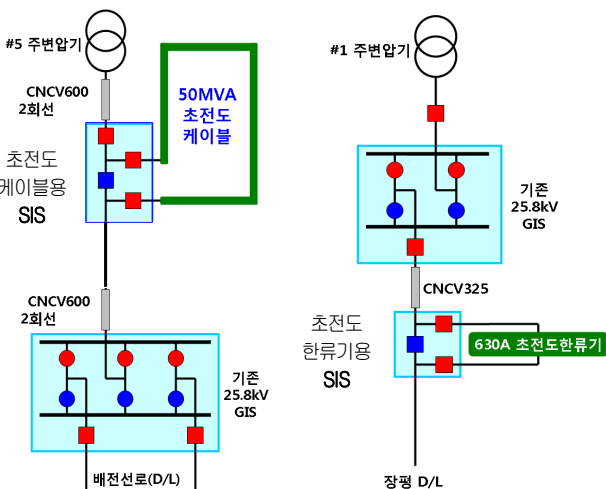 #5 주변압기
CNCV600
2회선
50MVA
초전도
케이블
초전도
케이블용
SIS
CNCV600
2회선
기존
25.8kV
GIS
배전선로(D/L)
#1 주변압기
기존
25.8kV
GIS
CNCV325
초전도
한류기용
SIS
630A 초전도한류기
장평 D/L